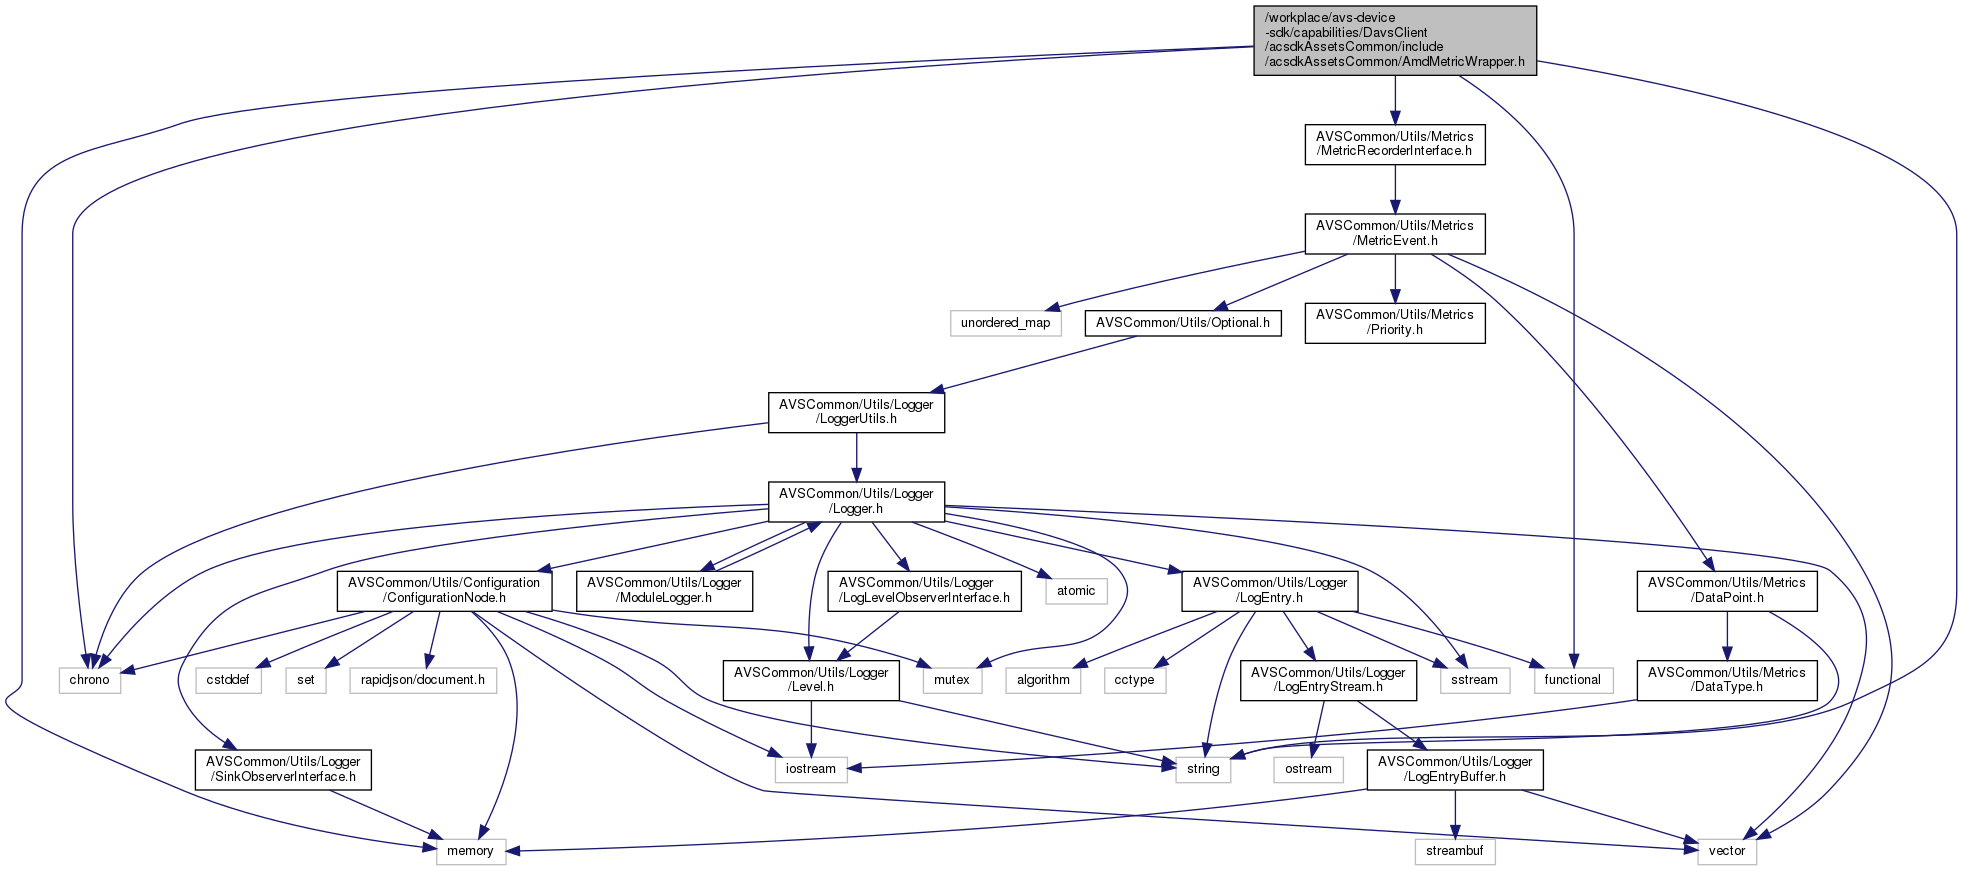 /workplace/avs-device
-sdk/capabilities/DavsClient
/acsdkAssetsCommon/include
/acsdkAssetsCommon/AmdMetricWrapper.h
AVSCommon/Utils/Metrics
/MetricRecorderInterface.h
AVSCommon/Utils/Metrics
/MetricEvent.h
unordered_map
AVSCommon/Utils/Optional.h
AVSCommon/Utils/Metrics
/Priority.h
AVSCommon/Utils/Logger
/LoggerUtils.h
AVSCommon/Utils/Logger
/Logger.h
AVSCommon/Utils/Configuration
/ConfigurationNode.h
AVSCommon/Utils/Logger
/ModuleLogger.h
AVSCommon/Utils/Logger
/LogLevelObserverInterface.h
atomic
AVSCommon/Utils/Logger
/LogEntry.h
AVSCommon/Utils/Metrics
/DataPoint.h
chrono
cstddef
set
rapidjson/document.h
AVSCommon/Utils/Logger
/Level.h
mutex
algorithm
cctype
AVSCommon/Utils/Logger
/LogEntryStream.h
sstream
functional
AVSCommon/Utils/Metrics
/DataType.h
AVSCommon/Utils/Logger
/SinkObserverInterface.h
iostream
string
ostream
AVSCommon/Utils/Logger
/LogEntryBuffer.h
memory
streambuf
vector